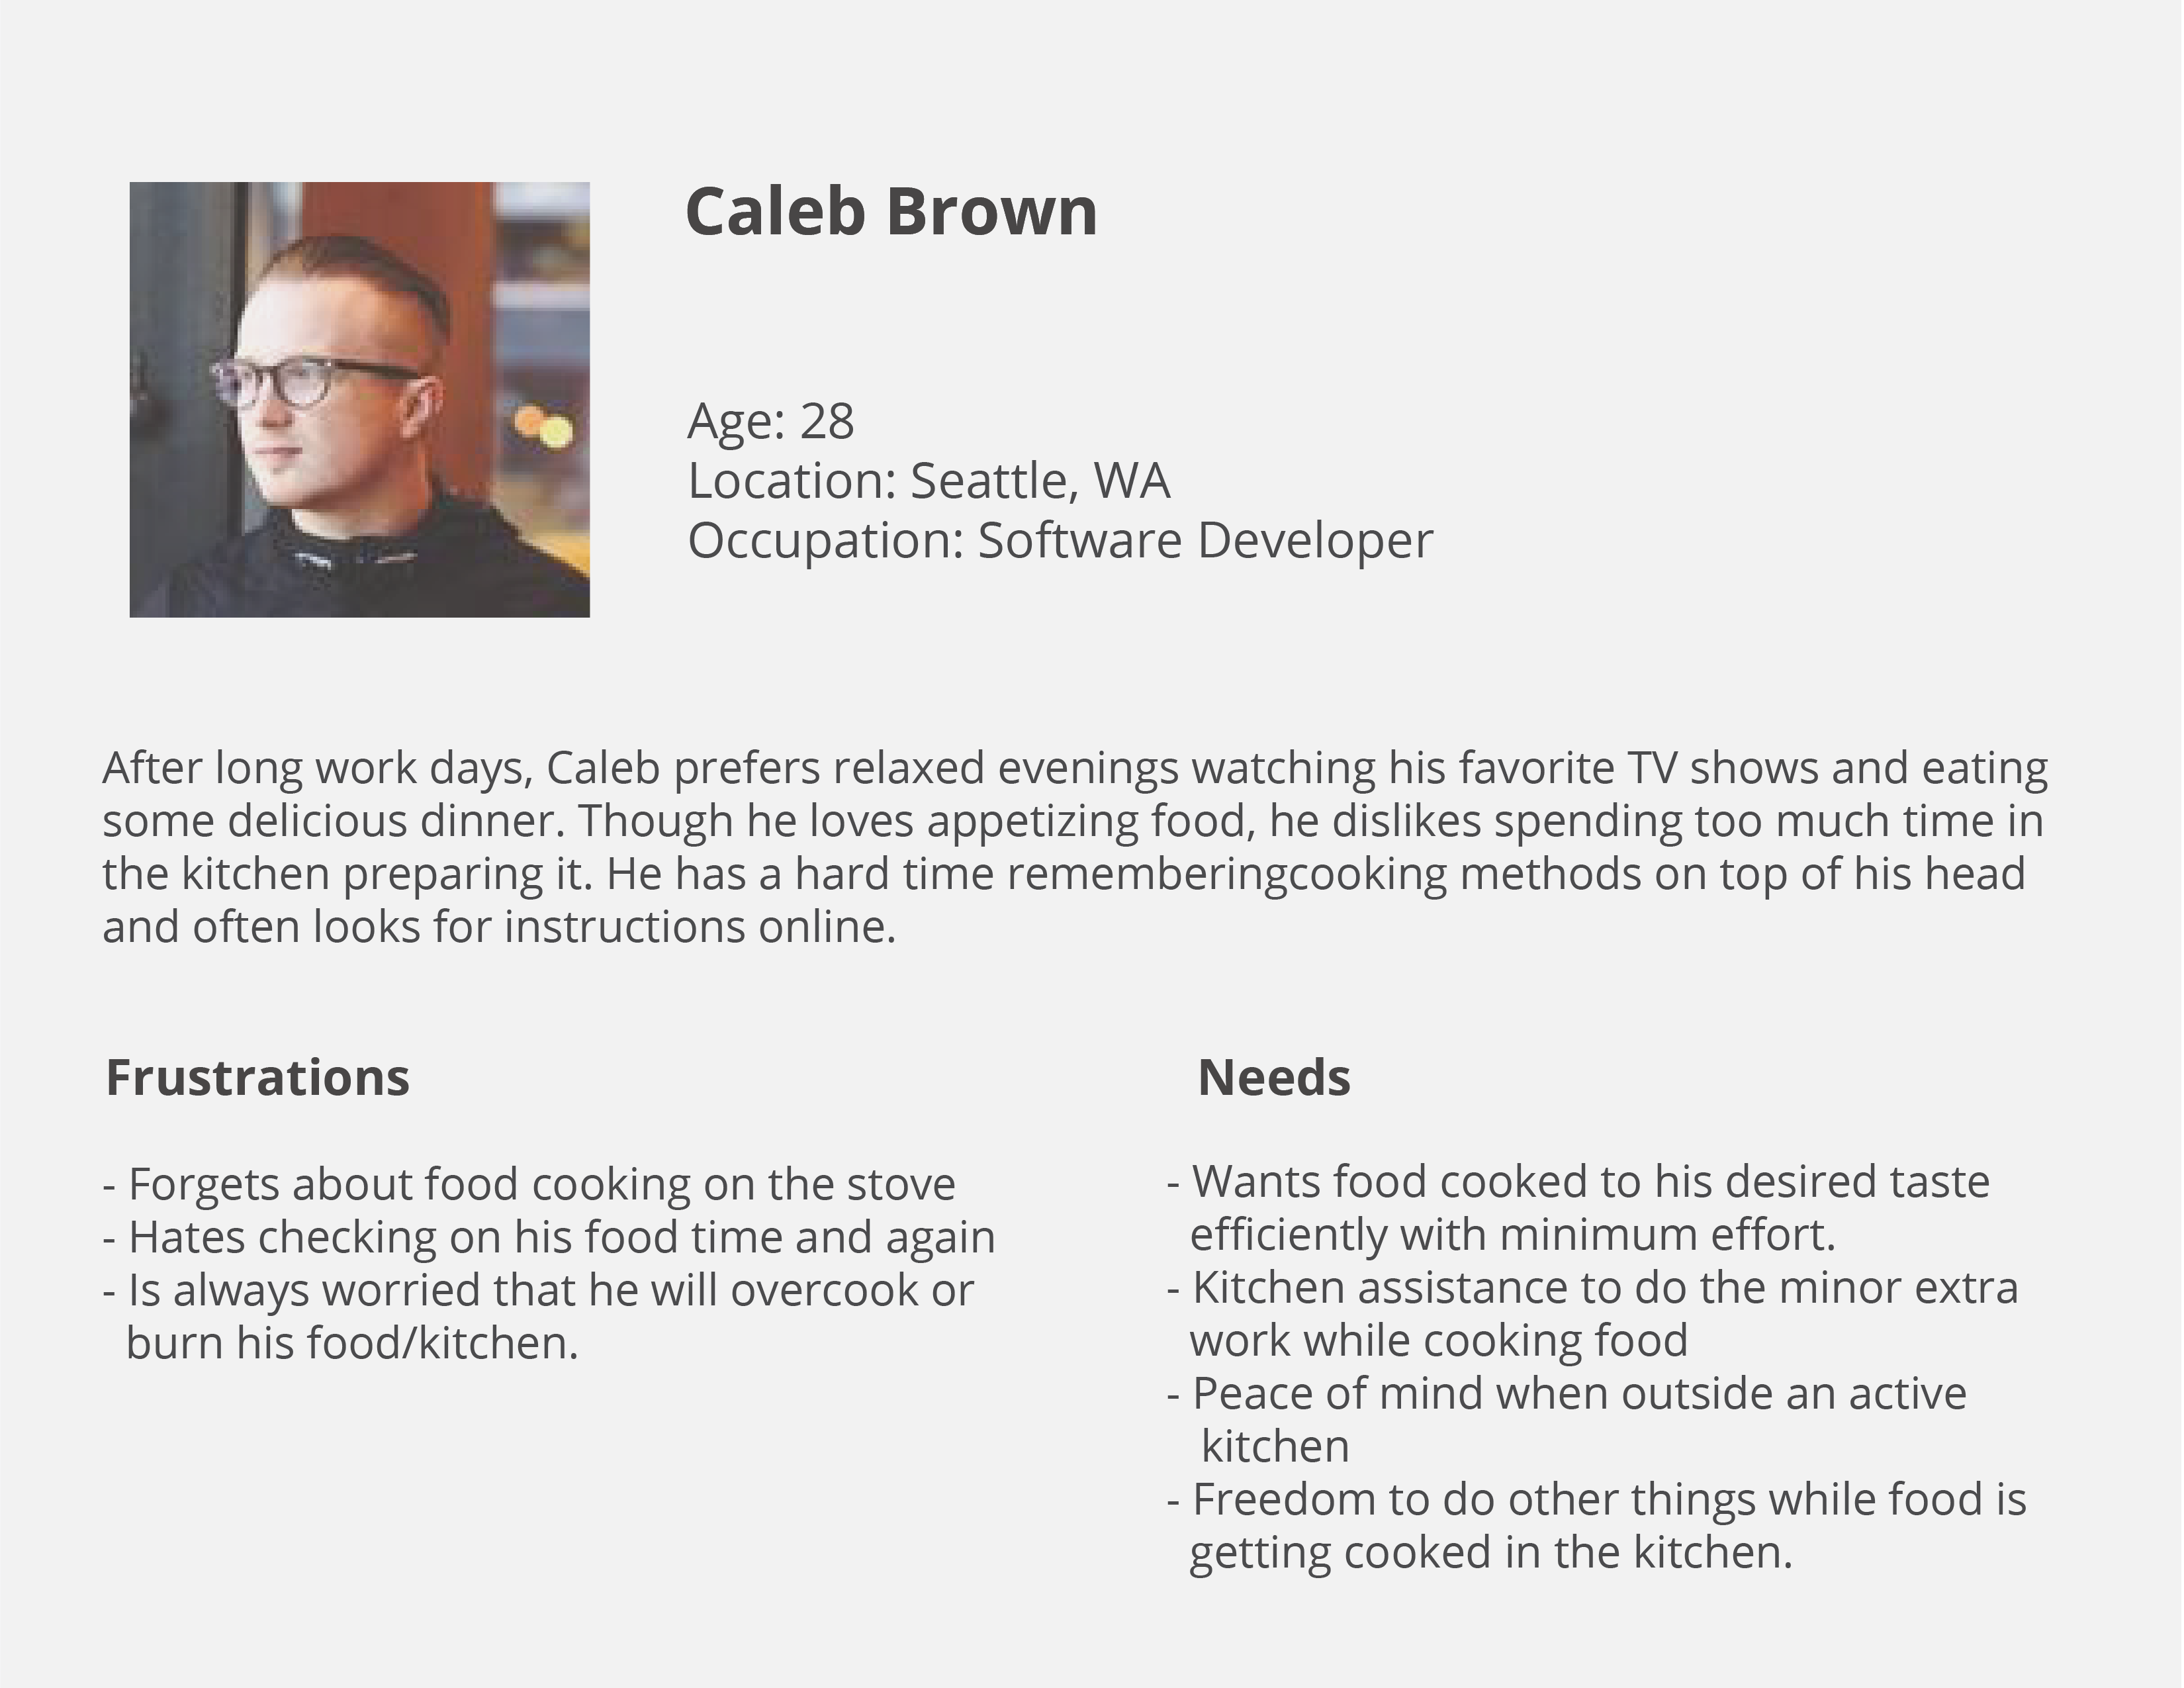 Caleb Brown
Age: 28
Location: Seattle, WA
Occupation: Software Developer
After long work days, Caleb prefers relaxed evenings watching his favorite TV shows and eating
some delicious dinner. Though he loves appetizing food, he dislikes spending too much time in
the kitchen preparing it. He has a hard time rememberingcooking methods on top of his head
and often looks for instructions online.
Frustrations
- Forgets about food cooking on the stove
- Hates checking on his food time and again
- Is always worried that he will overcook or
burn his food/kitchen.
Needs
- Wants food cooked to his desired taste
efficiently with minimum effort.
- Kitchen assistance to do the minor extra
work while cooking food
- Peace of mind when outside an active
kitchen
- Freedom to do other things while food is
getting cooked in the kitchen.